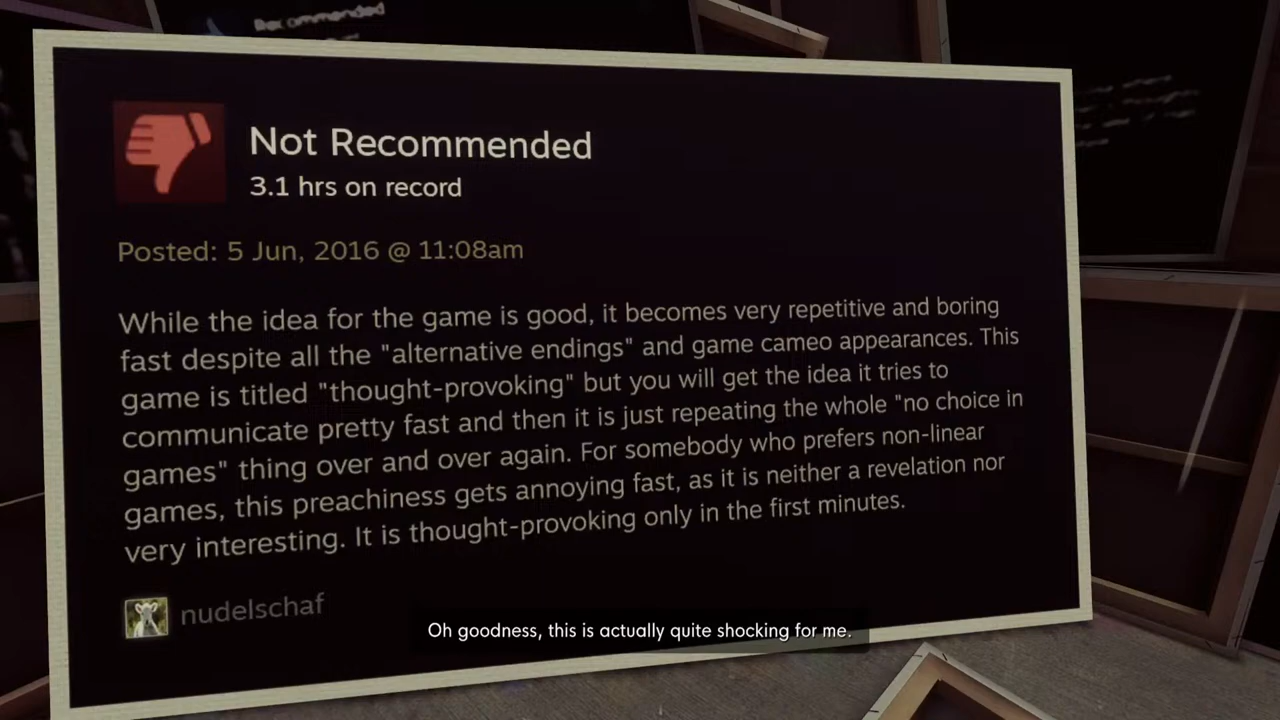 Recommended
Not Recommended
3.1 hrs on record
Posted: 5 Jun, 2016 @ 11:08am
While the idea for the game is good, it becomes very repetitive and boring
fast despite all the "alternative endings" and game cameo appearances. This
game is titled "thought-provoking" but you will get the idea it tries to
communicate pretty fast and then it is just repeating the whole "no choice in
games" thing over and over again. For somebody who prefers non-linear
games, this preachiness gets annoying fast, as it is neither a revelation nor
very interesting. It is thought-provoking only in the first minutes.
nudelschaf
Oh goodness, this is actually quite shocking for me.